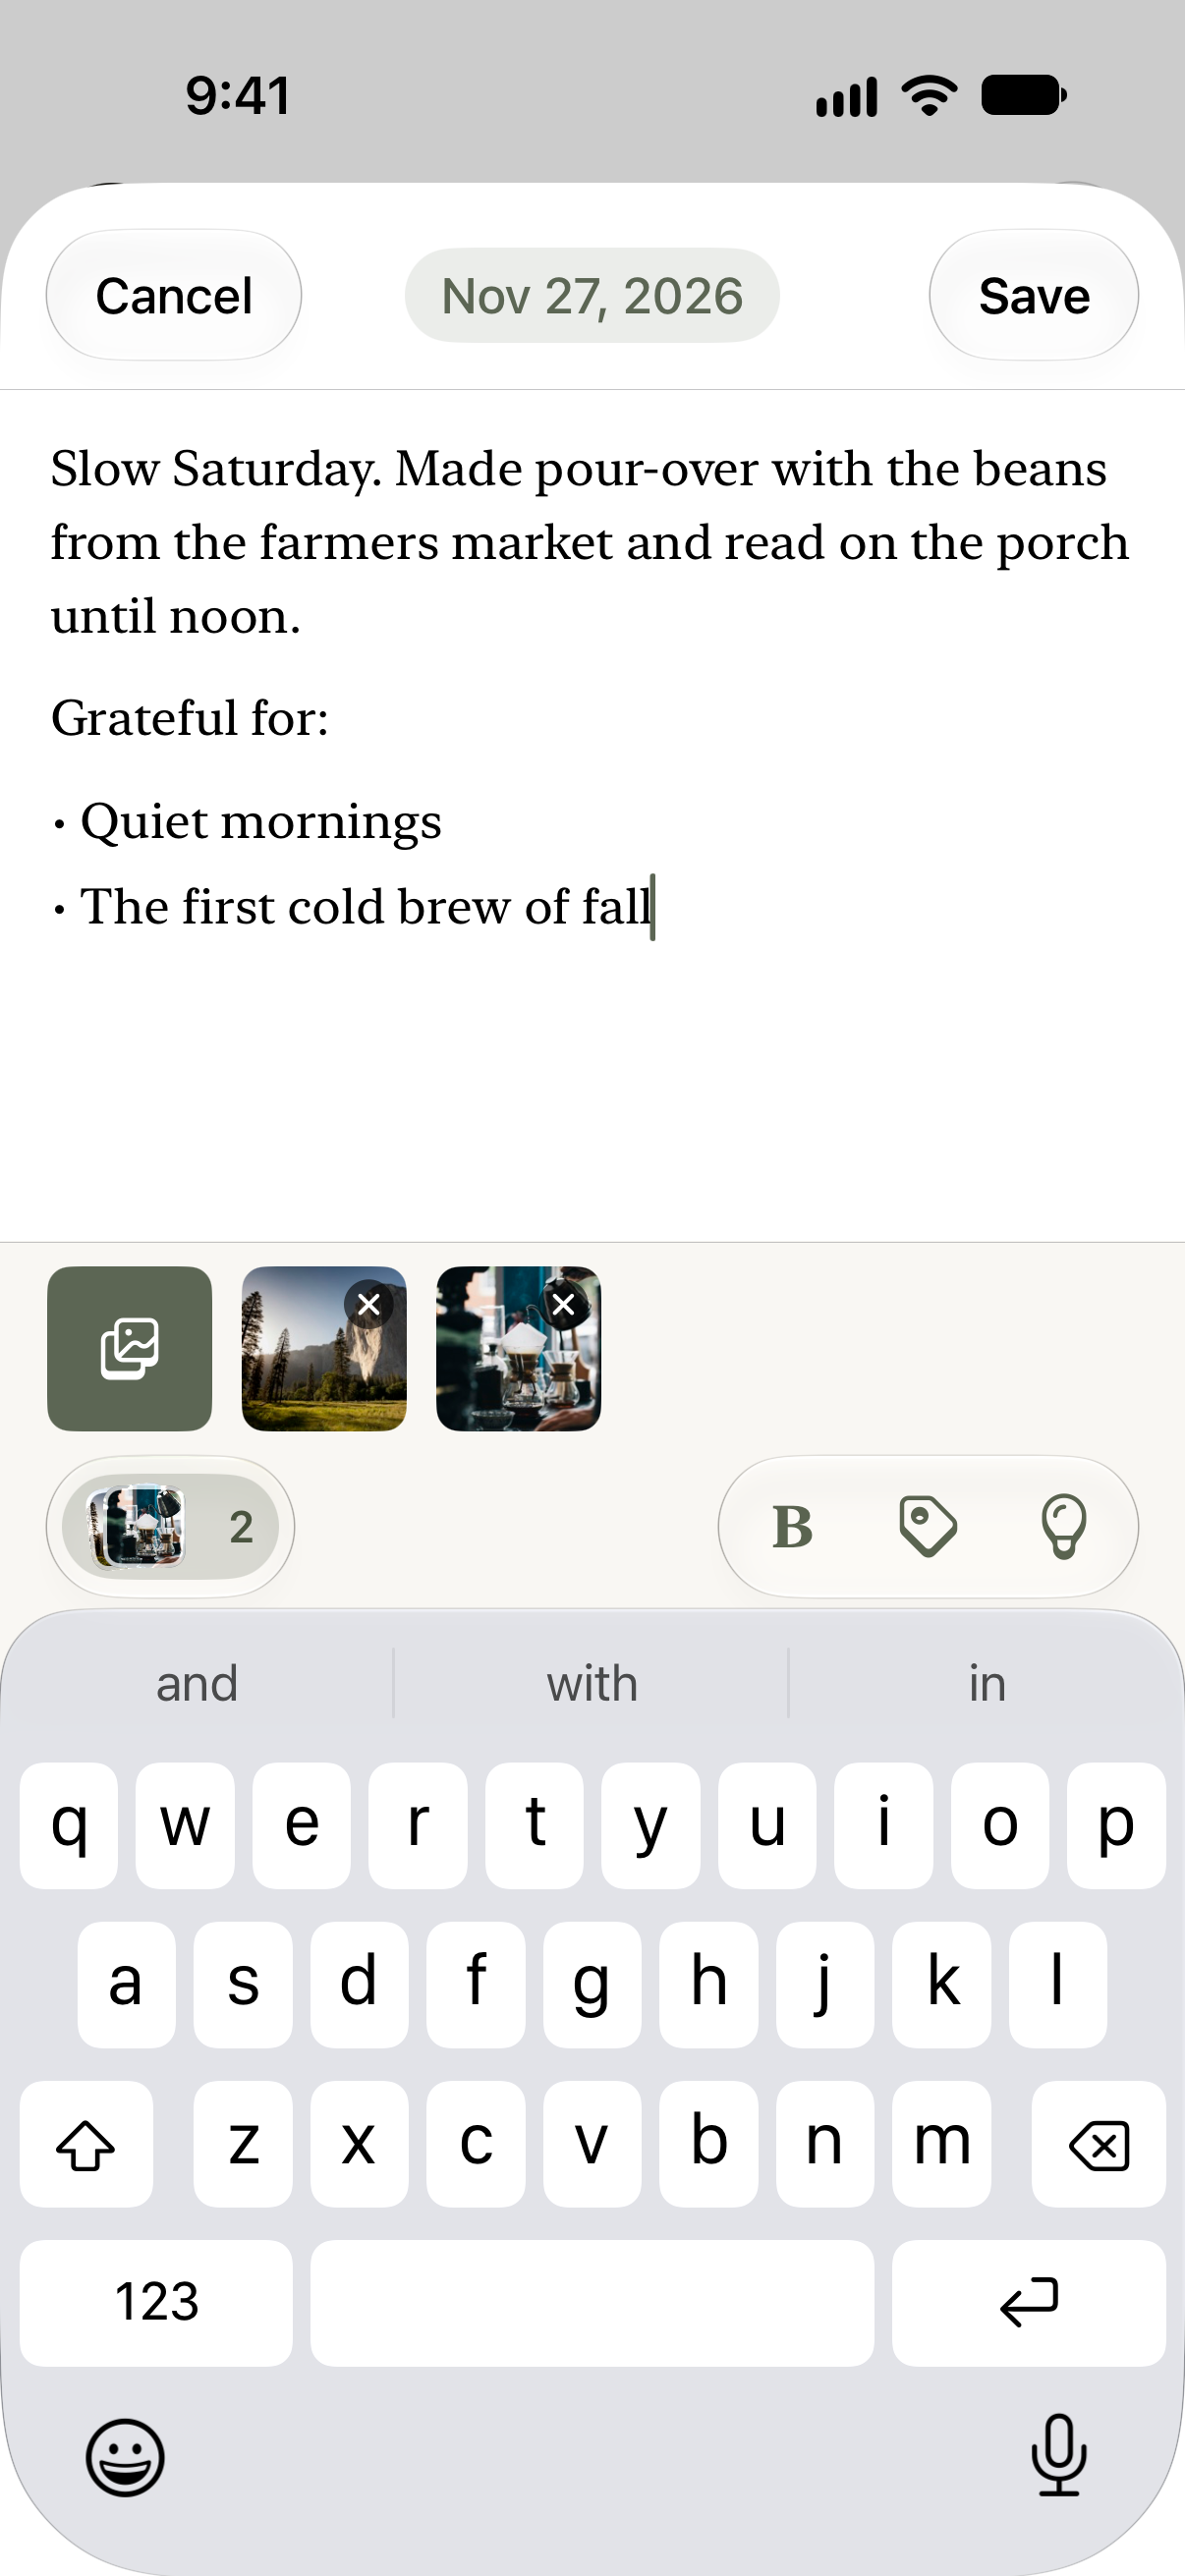 9:41
Cancel
Nov 27, 2026
Save
Slow Saturday. Made pour-over with the beans
from the farmers market and read on the porch
until noon.
Grateful for:
• Quiet mornings
• The first cold brew of fall
2
B
and
with
in
q w e r t y u i o p
a s d f g h j k l
z x c v b n m
123